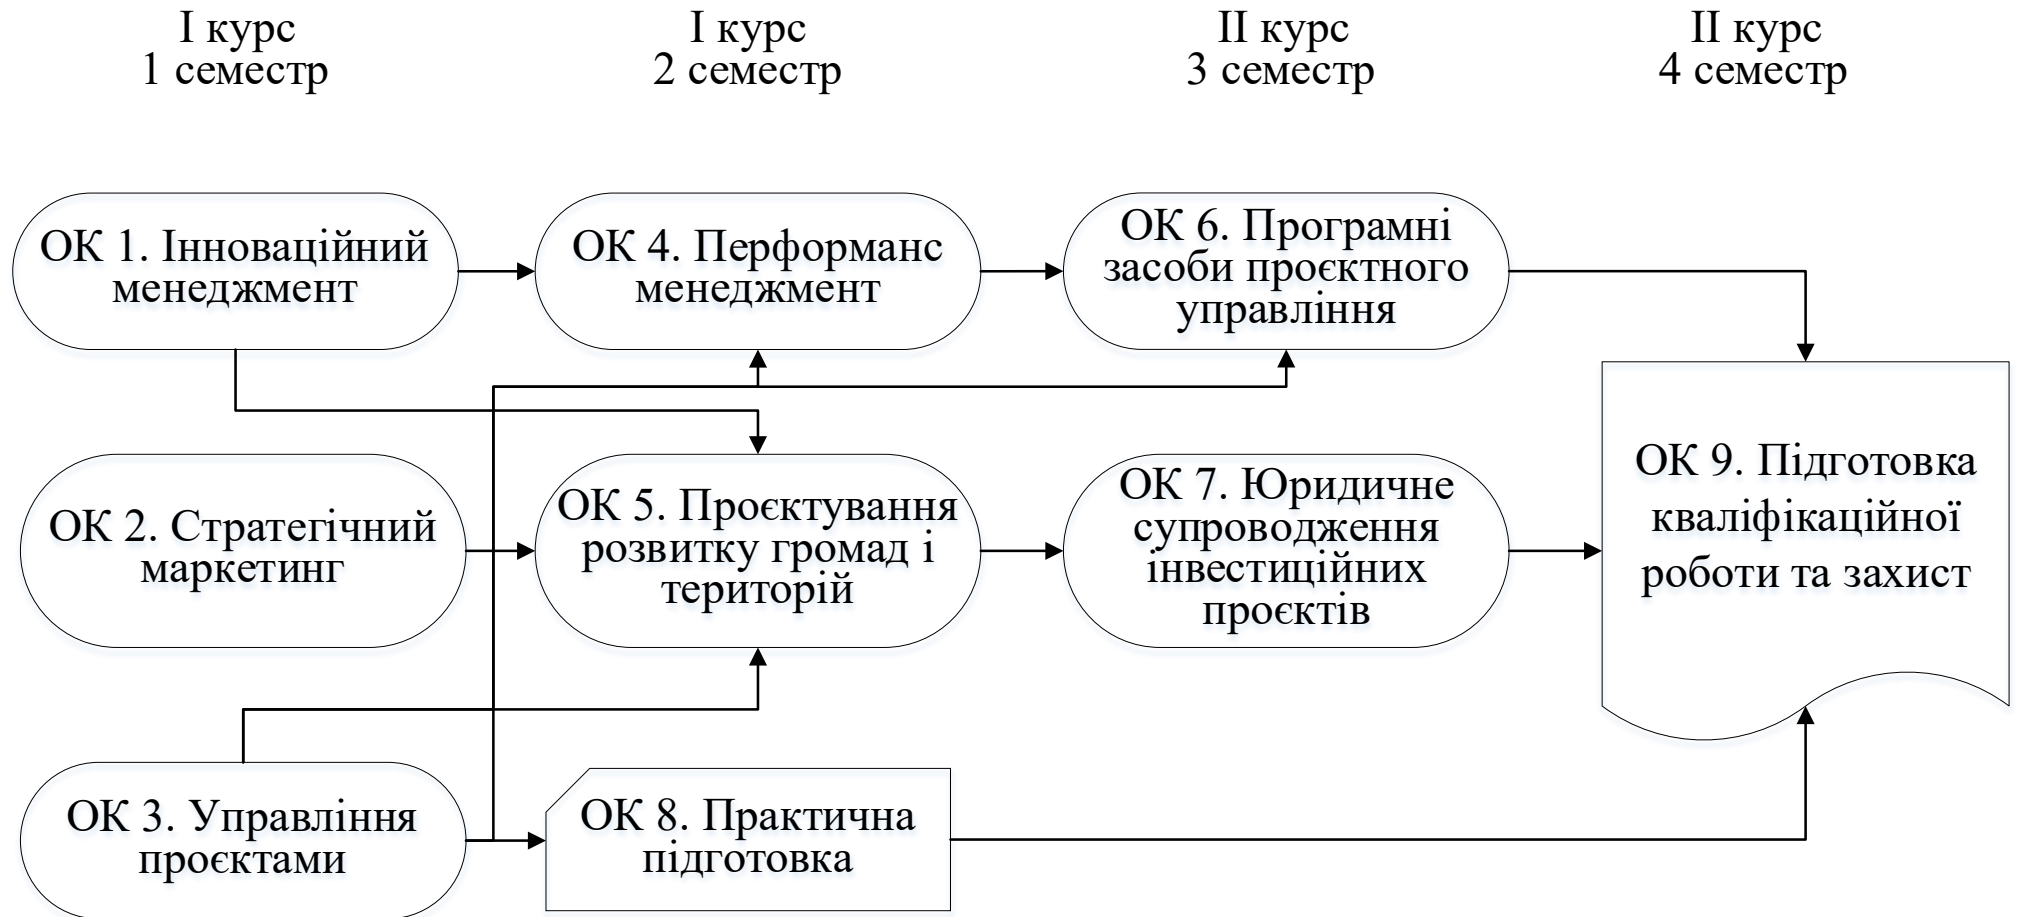 І курс
1 семестр
І курс
2 семестр
ІІ курс
3 семестр
ІІ курс
4 семестр
ОК 1. Інноваційний
менеджмент
ОК 4. Перформанс
менеджмент
ОК 6. Програмні
засоби проєктного
управління
ОК 2. Стратегічний
маркетинг
ОК 5. Проєктування
розвитку громад і
територій
ОК 7. Юридичне
супроводження
інвестиційних
проєктів
ОК 9. Підготовка
кваліфікаційної
роботи та захист
ОК 3. Управління
проєктами
ОК 8. Практична
підготовка